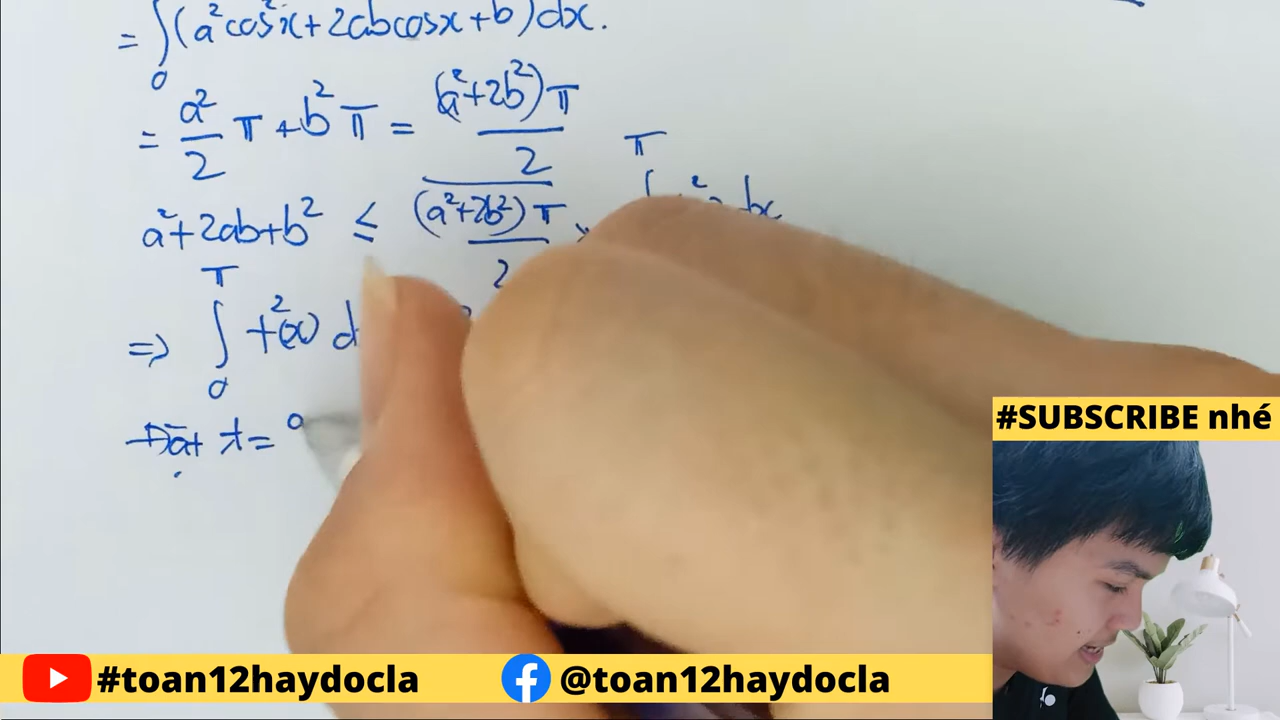 = ∫₀ (a²cos²x+2abcosx+b)dx.
= a²/2 π + b²π = (a²+2b²)π/2
a²+2ab+b² ≤ (a²+2b²)π/2 π
⇒ ∫₀^π f²(x) d
Đặt t = a
#SUBSCRIBE nhé
#toan12haydocla
@toan12haydocla